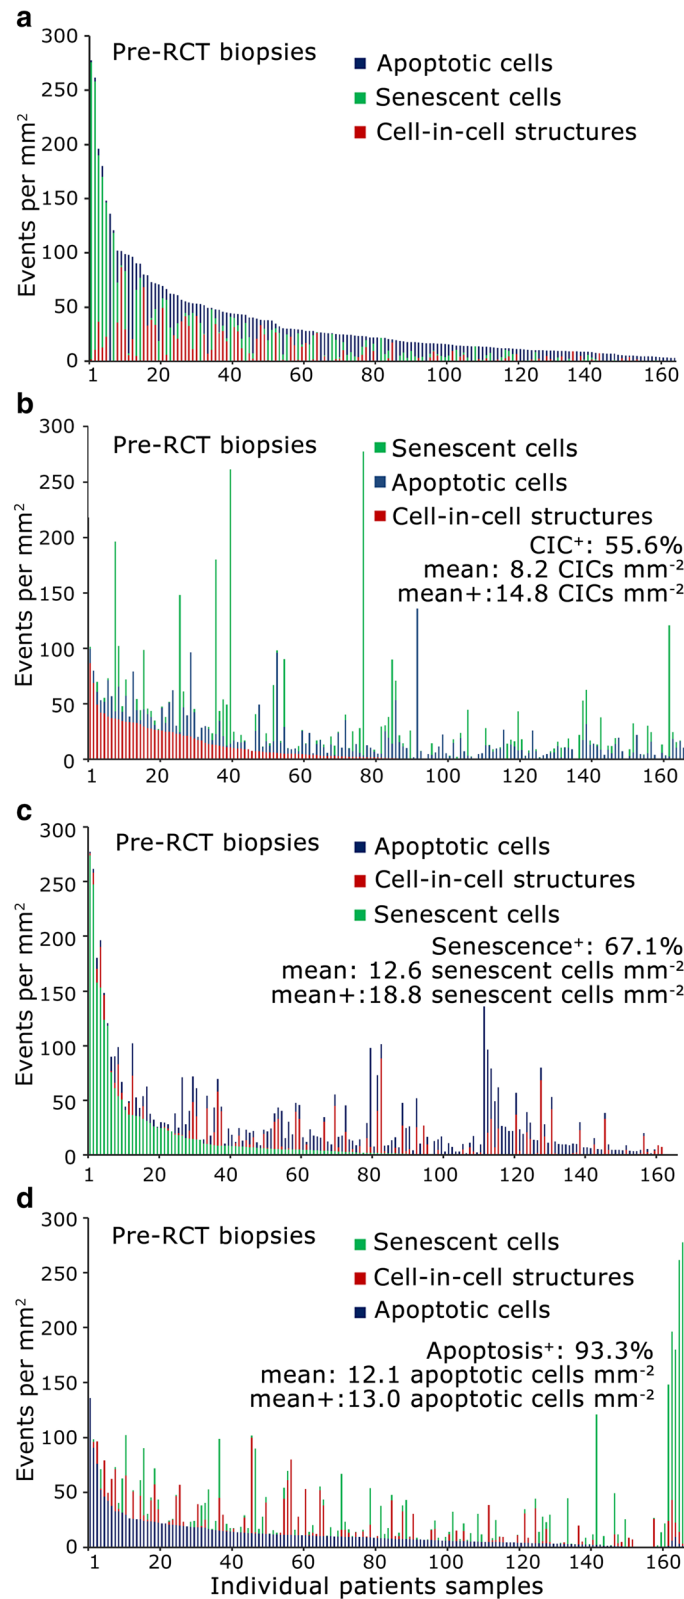 a
300
250
200
150
100
50
0
Events per mm2
Pre-RCT biopsies
Apoptotic cells
Senescent cells
Cell-in-cell structures
1 20 40 60 80 100 120 140 160
b
300
250
200
150
100
50
0
Events per mm2
Pre-RCT biopsies
Senescent cells
Apoptotic cells
Cell-in-cell structures
CIC+: 55.6%
mean: 8.2 CICs mm-2
mean+:14.8 CICs mm-2
1 20 40 60 80 100 120 140 160
c
300
250
200
150
100
50
0
Events per mm2
Pre-RCT biopsies
Apoptotic cells
Cell-in-cell structures
Senescent cells
Senescence+: 67.1%
mean: 12.6 senescent cells mm-2
mean+:18.8 senescent cells mm-2
1 20 40 60 80 100 120 140 160
d
300
250
200
150
100
50
0
Events per mm2
Pre-RCT biopsies
Senescent cells
Cell-in-cell structures
Apoptotic cells
Apoptosis+: 93.3%
mean: 12.1 apoptotic cells mm-2
mean+:13.0 apoptotic cells mm-2
1 20 40 60 80 100 120 140 160
Individual patients samples